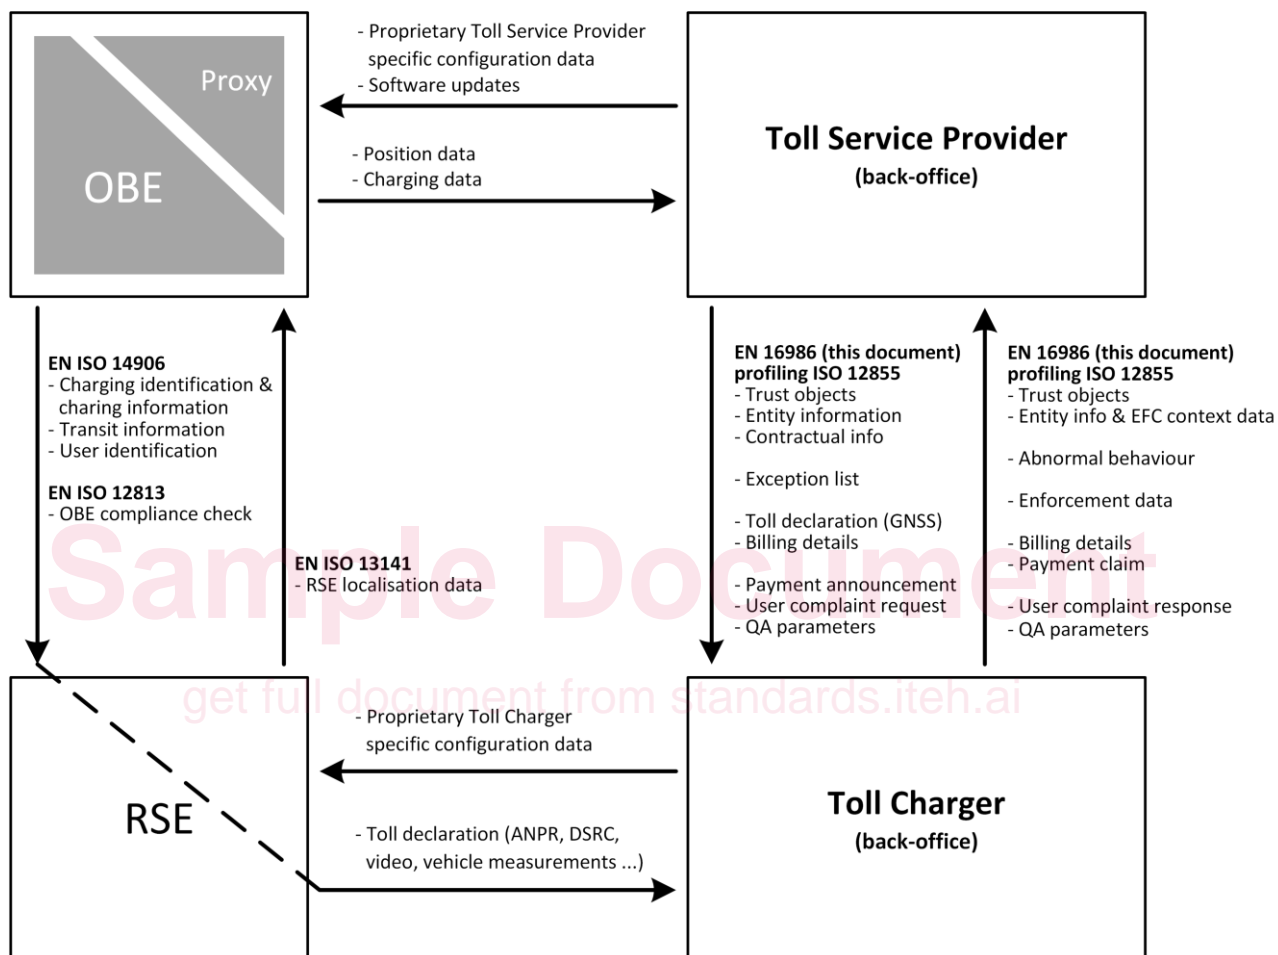 - Proprietary Toll Service Provider
specific configuration data
- Software updates
Proxy
OBE
Toll Service Provider
(back-office)
- Position data
- Charging data
EN ISO 14906
- Charging identification &
charing information
- Transit information
- User identification
EN ISO 12813
- OBE compliance check
EN ISO 13141
- RSE localisation data
EN 16986 (this document)
profiling ISO 12855
- Trust objects
- Entity information
- Contractual info
- Exception list
- Toll declaration (GNSS)
- Billing details
- Payment announcement
- User complaint request
- QA parameters
EN 16986 (this document)
profiling ISO 12855
- Trust objects
- Entity info & EFC context data
- Abnormal behaviour
- Enforcement data
- Billing details
- Payment claim
- User complaint response
- QA parameters
Sample Document
get full document from standards.iteh.ai
- Proprietary Toll Charger
specific configuration data
RSE
Toll Charger
(back-office)
- Toll declaration (ANPR, DSRC,
video, vehicle measurements ...)